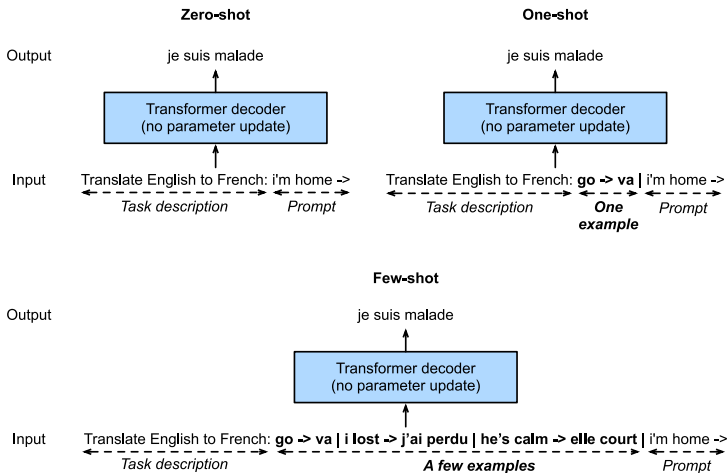 Zero-shot
One-shot
Output
je suis malade
je suis malade
Transformer decoder
(no parameter update)
Transformer decoder
(no parameter update)
Input
Translate English to French: i'm home ->
Translate English to French: go -> va | i'm home ->
Task description
Prompt
Task description
One
example
Prompt
Few-shot
Output
je suis malade
Transformer decoder
(no parameter update)
Input
Translate English to French: go -> va | i lost -> j'ai perdu | he's calm -> elle court | i'm home ->
Task description
A few examples
Prompt